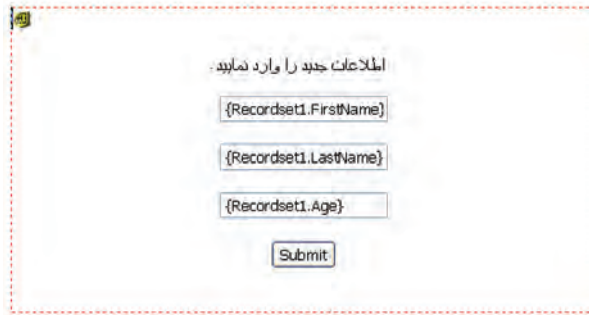 اطلاعات جدید را وارد نمایید.
{Recordset1.FirstName}
{Recordset1.LastName}
{Recordset1.Age}
Submit